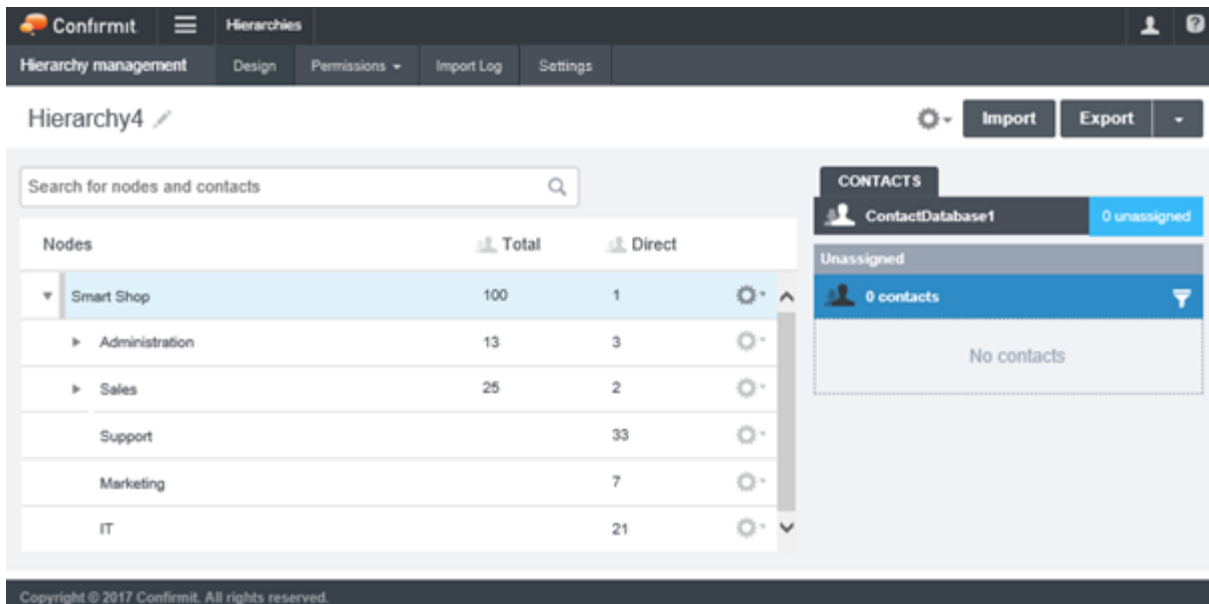 Confirmit Hierarchies
Hierarchy management Design Permissions Import Log Settings
Hierarchy4 Import Export
Search for nodes and contacts
CONTACTS
ContactDatabase1 0 unassigned
Nodes Total Direct
Unassigned
Smart Shop 100 1
0 contacts
Administration 13 3
No contacts
Sales 25 2
Support 33
Marketing 7
IT 21
Copyright © 2017 Confirmit. All rights reserved.